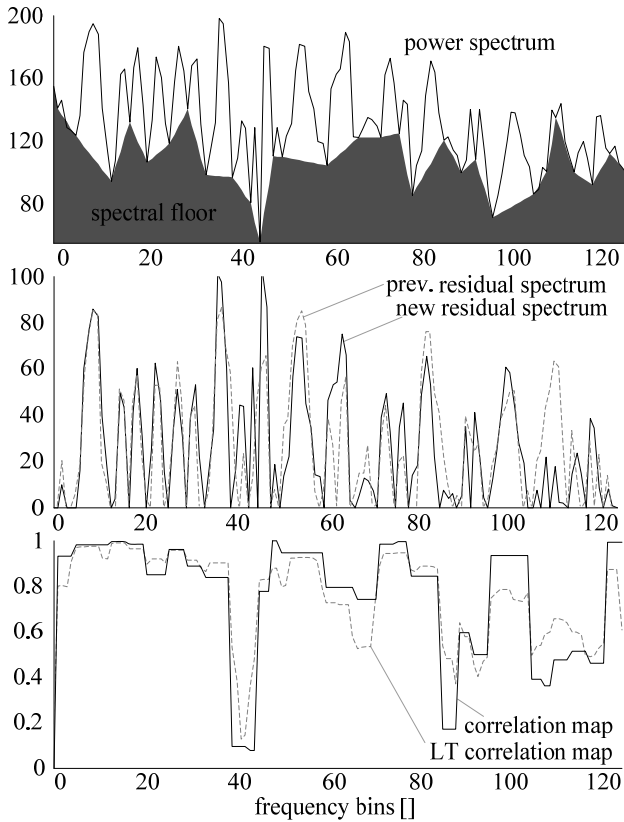 200
power spectrum
160
120
80
spectral floor
0 20 40 60 80 100 120
100
prev. residual spectrum
new residual spectrum
80
60
40
20
0
0 20 40 60 80 100 120
1
0.8
0.6
0.4
0.2
correlation map
LT correlation map
0
0 20 40 60 80 100 120
frequency bins []